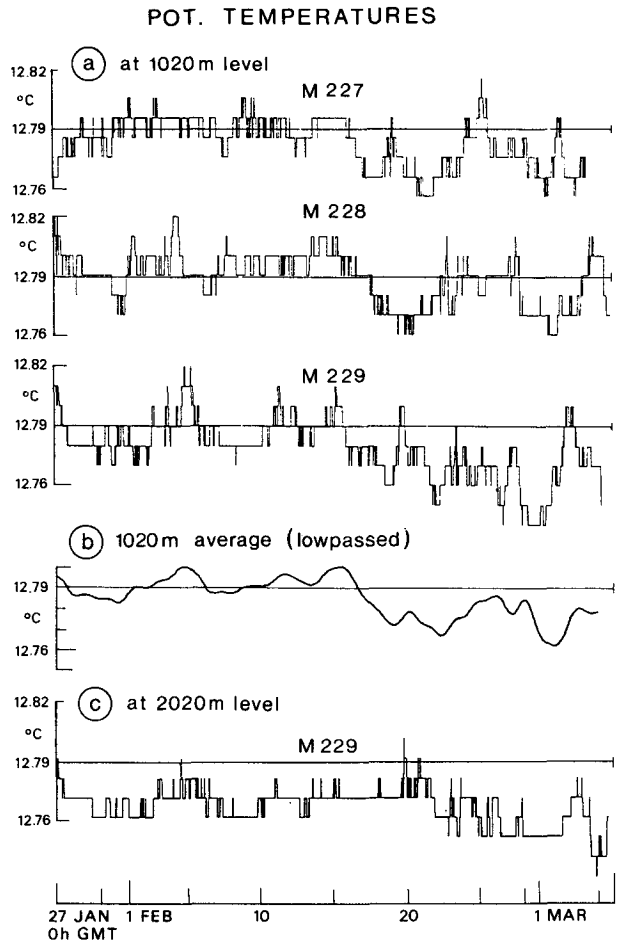 POT. TEMPERATURES
a at 1020m level
12.82
°C
M 227
12.79
12.76
M 228
12.82
°C
12.79
12.76
12.82
M 229
°C
12.79
12.76
b 1020m average (lowpassed)
12.79
°C
12.76
c at 2020m level
12.82
°C
M 229
12.79
12.76
27 JAN 1 FEB 10 20 1 MAR
0h GMT